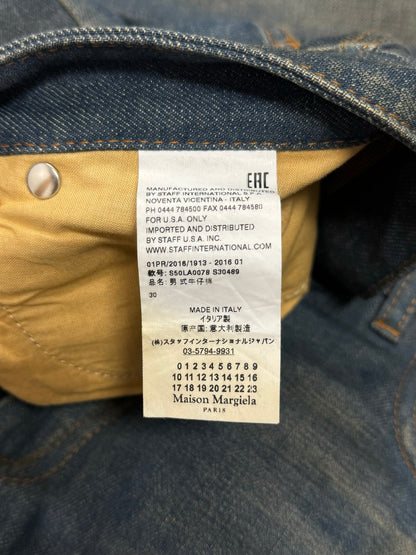 EAC
MANUFACTURED AND DISTRIBUTED
BY STAFF INTERNATIONAL S.P.A.
NOVENTA VICENTINA - ITALY
PH 0444 784500 FAX 0444 784580
FOR U.S.A. ONLY
IMPORTED AND DISTRIBUTED
BY STAFF U.S.A. INC.
WWW.STAFFINTERNATIONAL.COM
01PR/2016/1913 - 2016 01
款号: S50LA0078 S30489
品名: 男式牛仔裤
30
MADE IN ITALY
イタリア製
原产国: 意大利制造
(株)スタッフインターナショナルジャパン
03-5794-9931
0 1 2 3 4 5 6 7 8 9
10 11 12 13 14 15 16
17 18 19 20 21 22 23
Maison Margiela
PARIS